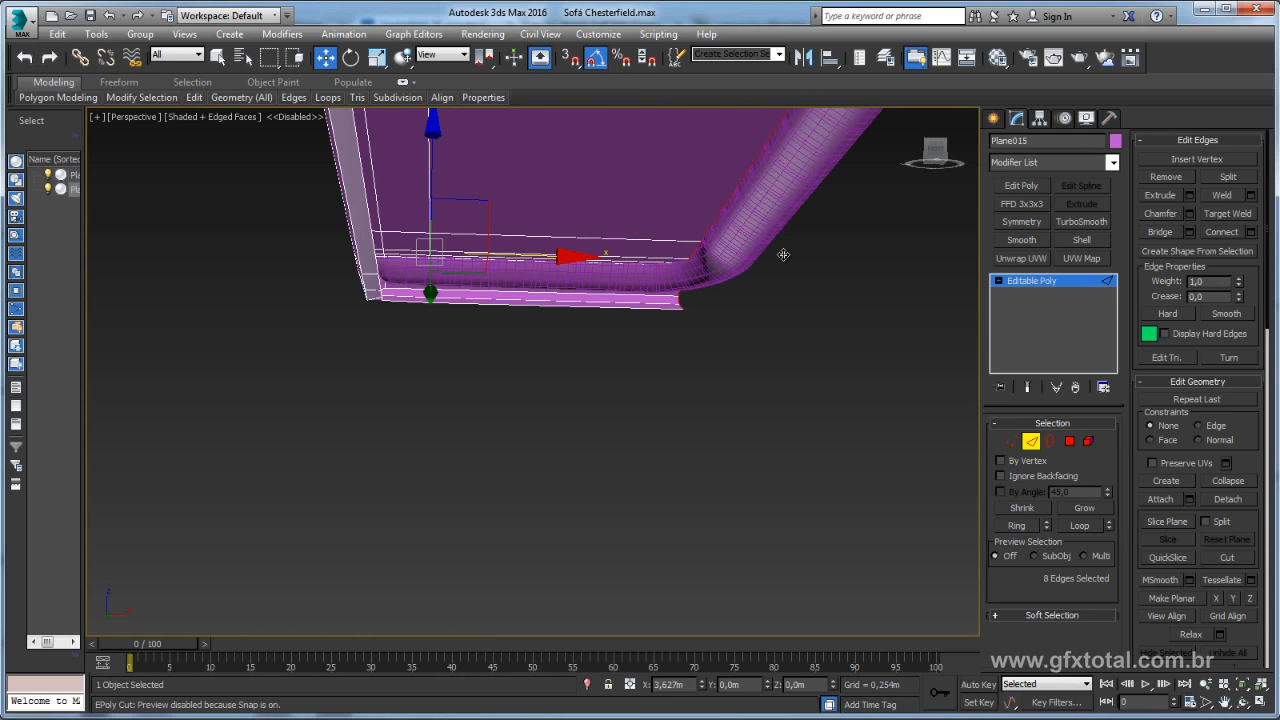 Autodesk 3ds Max 2016    Sofá Chesterfield.max
Workspace: Default
Type a keyword or phrase
Sign In
MAX
Edit Tools Group Views Create Modifiers Animation Graph Editors Rendering Civil View Customize Scripting Help
All
View
Create Selection Se
Modeling Freeform Selection Object Paint Populate
Polygon Modeling Modify Selection Edit Geometry (All) Edges Loops Tris Subdivision Align Properties
Select
Name (Sorted
Pla
Pla
[+] [Perspective] [Shaded + Edged Faces] <<Disabled>>
x
Plane015
Modifier List
Edit Poly Edit Spline
FFD 3x3x3 Extrude
Symmetry TurboSmooth
Smooth Shell
Unwrap UVW UVW Map
Editable Poly
Selection
By Vertex
Ignore Backfacing
By Angle: 45,0
Shrink Grow
Ring Loop
Preview Selection
Off SubObj Multi
8 Edges Selected
Soft Selection
Edit Edges
Insert Vertex
Remove Split
Extrude Weld
Chamfer Target Weld
Bridge Connect
Create Shape From Selection
Edge Properties
Weight: 1,0
Crease: 0,0
Hard Smooth
Display Hard Edges
Edit Tri. Turn
Edit Geometry
Repeat Last
Constraints
None Edge
Face Normal
Preserve UVs
Create Collapse
Attach Detach
Slice Plane Split
Slice Reset Plane
QuickSlice Cut
MSmooth Tessellate
Make Planar X Y Z
View Align Grid Align
Relax
Hide Selected Unhide All
www.gfxtotal.com.br
0 / 100
0 5 10 15 20 25 30 35 40 45 50 55 60 65 70 75 80 85 90 95 100
1 Object Selected
X: 3,627m Y: 0,0m Z: 0,0m Grid = 0,254m
Auto Key Selected
Welcome to MA
EPoly Cut: Preview disabled because Snap is on.
Add Time Tag
Set Key Key Filters...
0